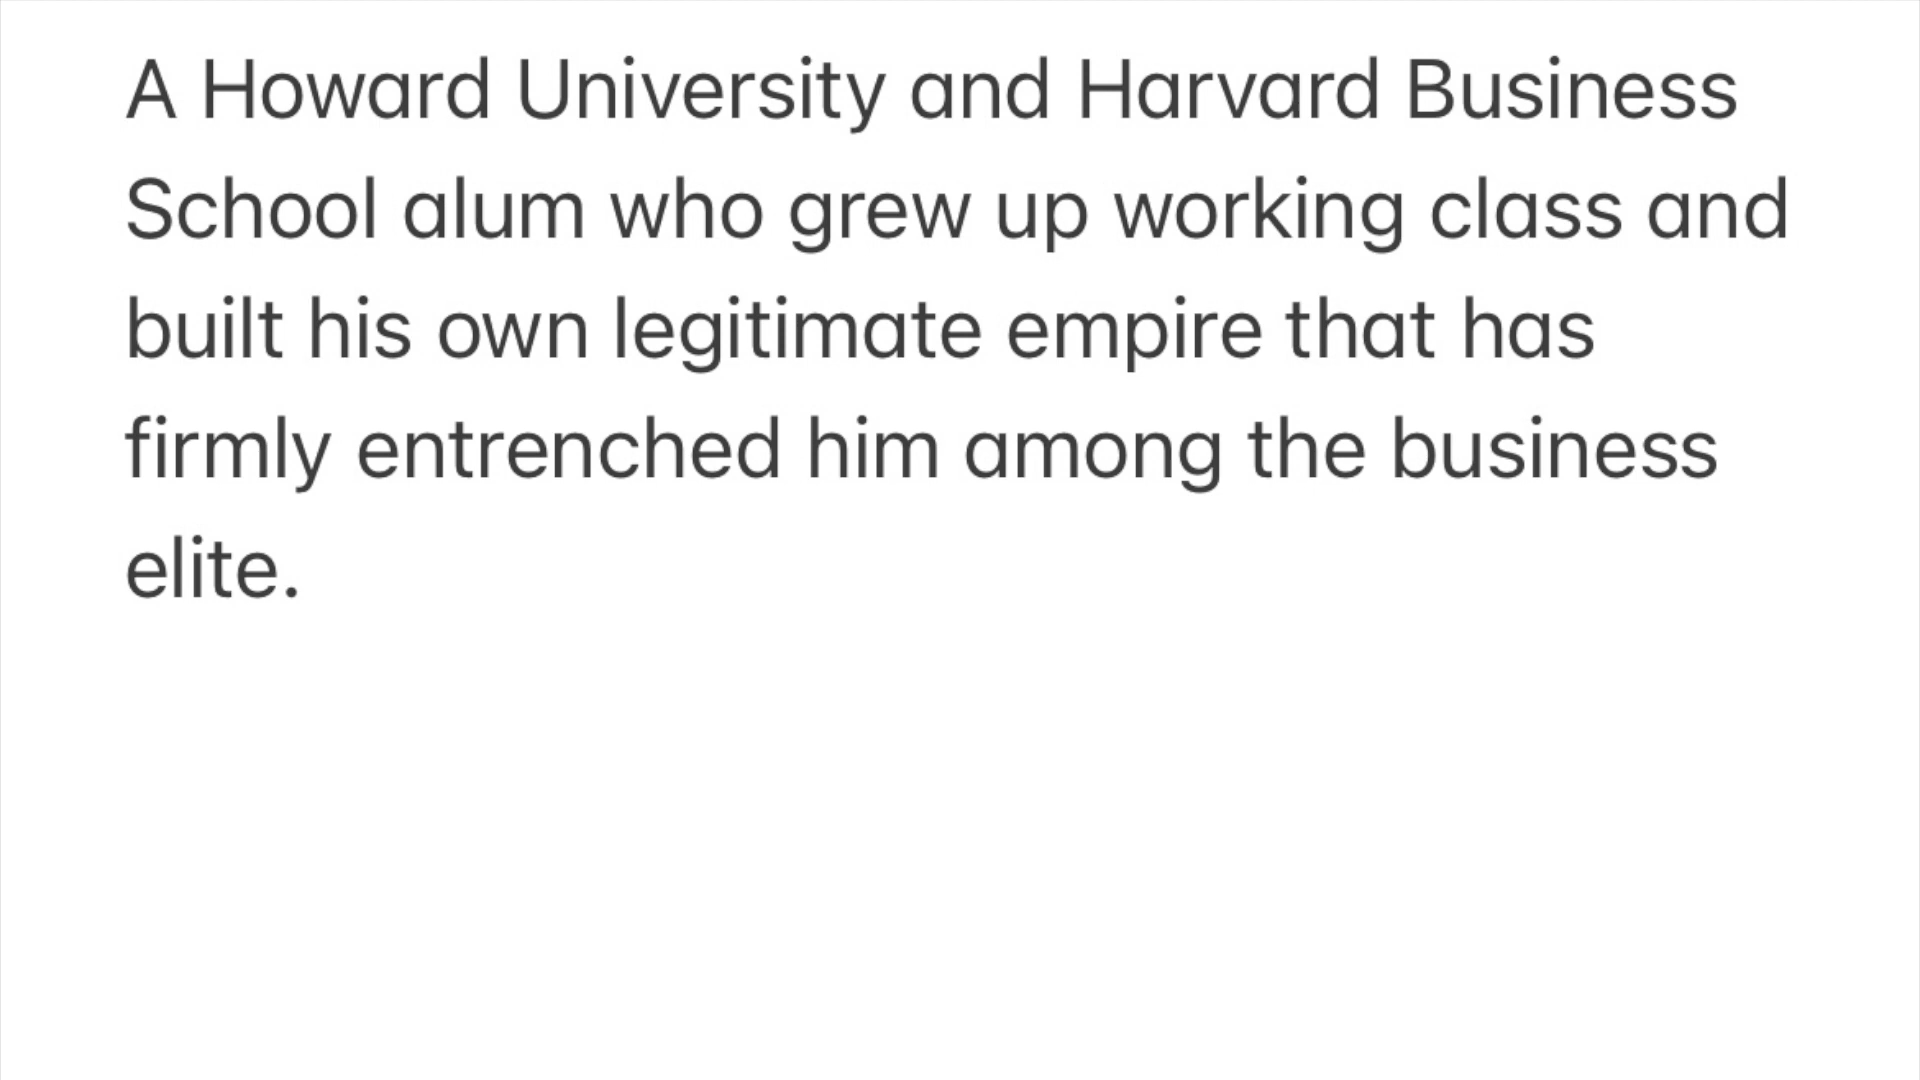 A Howard University and Harvard Business
School alum who grew up working class and
built his own legitimate empire that has
firmly entrenched him among the business
elite.